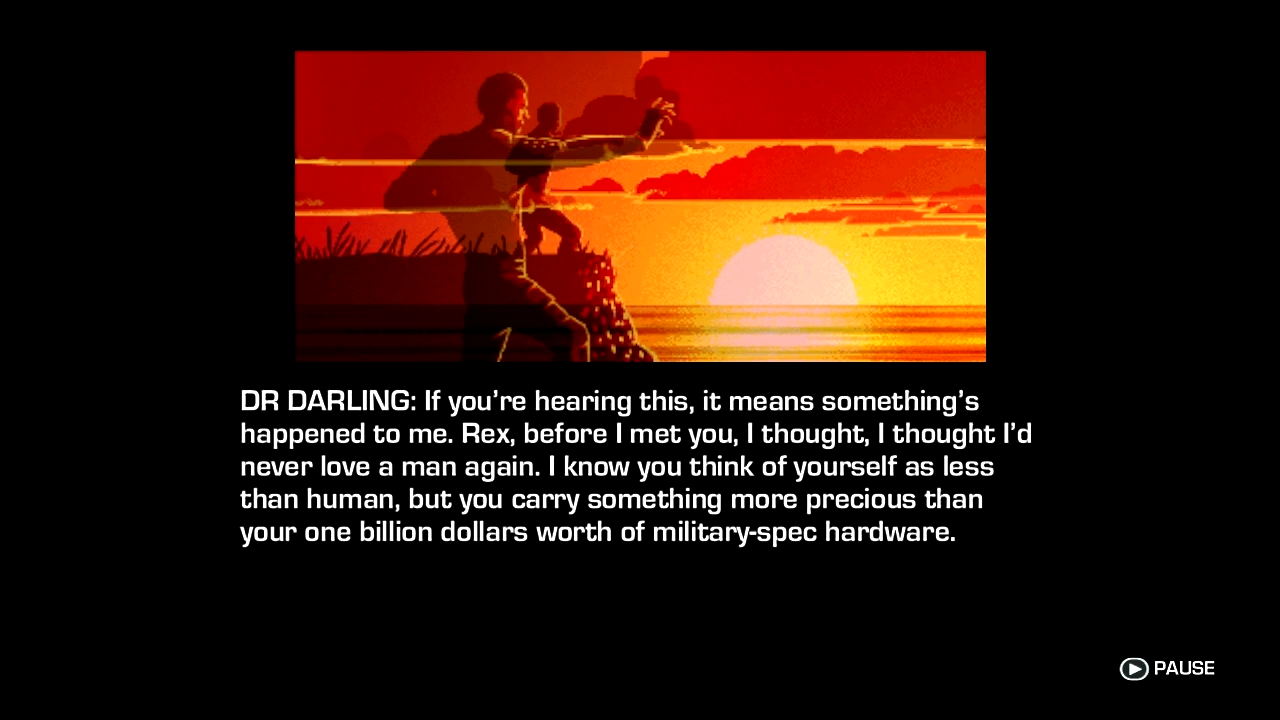 DR DARLING: If you're hearing this, it means something's
happened to me. Rex, before I met you, I thought, I thought I'd
never love a man again. I know you think of yourself as less
than human, but you carry something more precious than
your one billion dollars worth of military-spec hardware.
PAUSE